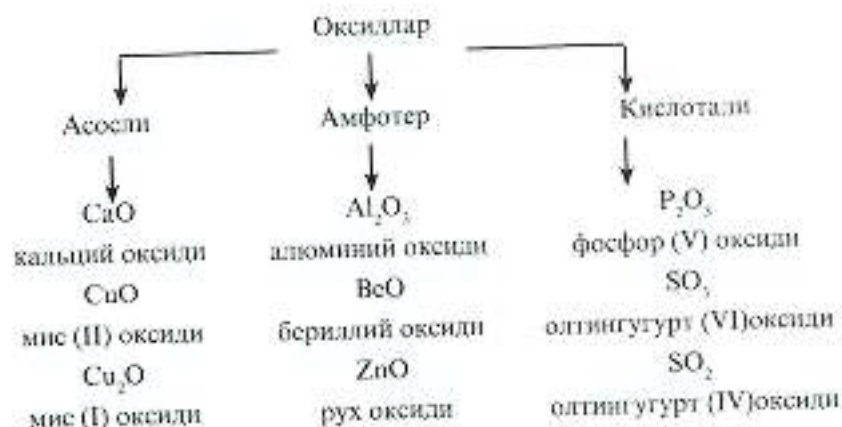 Оксиллар
Асосли Амфотер Кислотали
CaO Al₂O₃ P₂O₅
кальций оксиди алюминий оксиди фосфор (V) оксиди
CuO BeO SO₃
мис (II) оксиди бериллий оксиди олтингугурт (VI)оксиди
Cu₂O ZnO SO₂
мис (I) оксиди рух оксиди олтингугурт (IV)оксиди